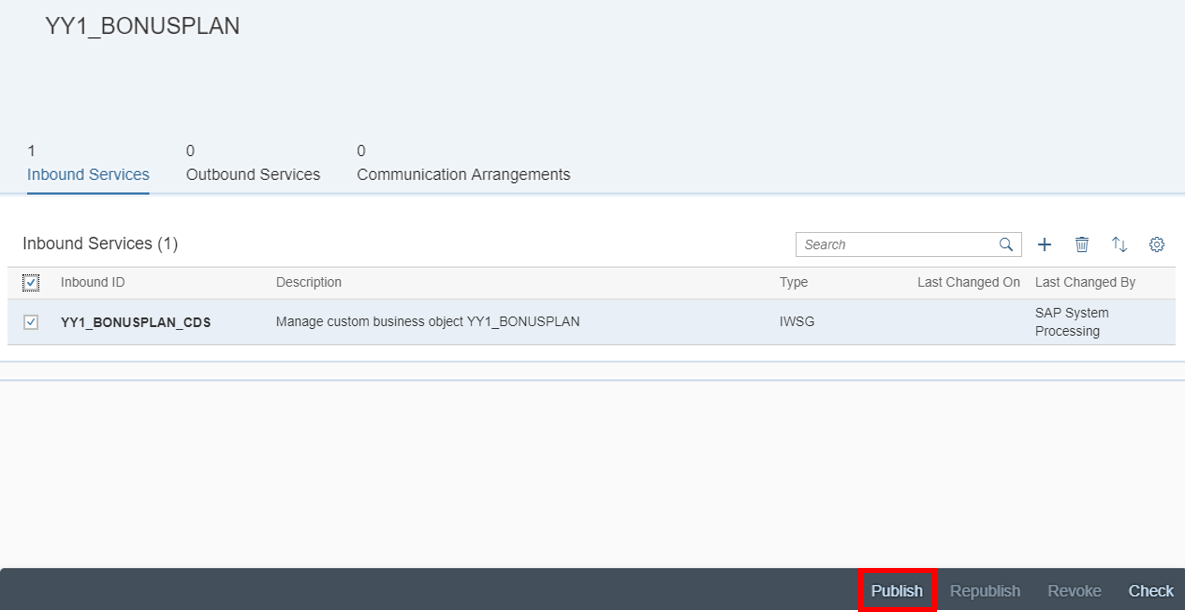 YY1_BONUSPLAN
1 0 0
Inbound Services Outbound Services Communication Arrangements
Inbound Services (1) Search
Inbound ID Description Type Last Changed On Last Changed By
YY1_BONUSPLAN_CDS Manage custom business object YY1_BONUSPLAN IWSG SAP System
Processing
Publish Republish Revoke Check